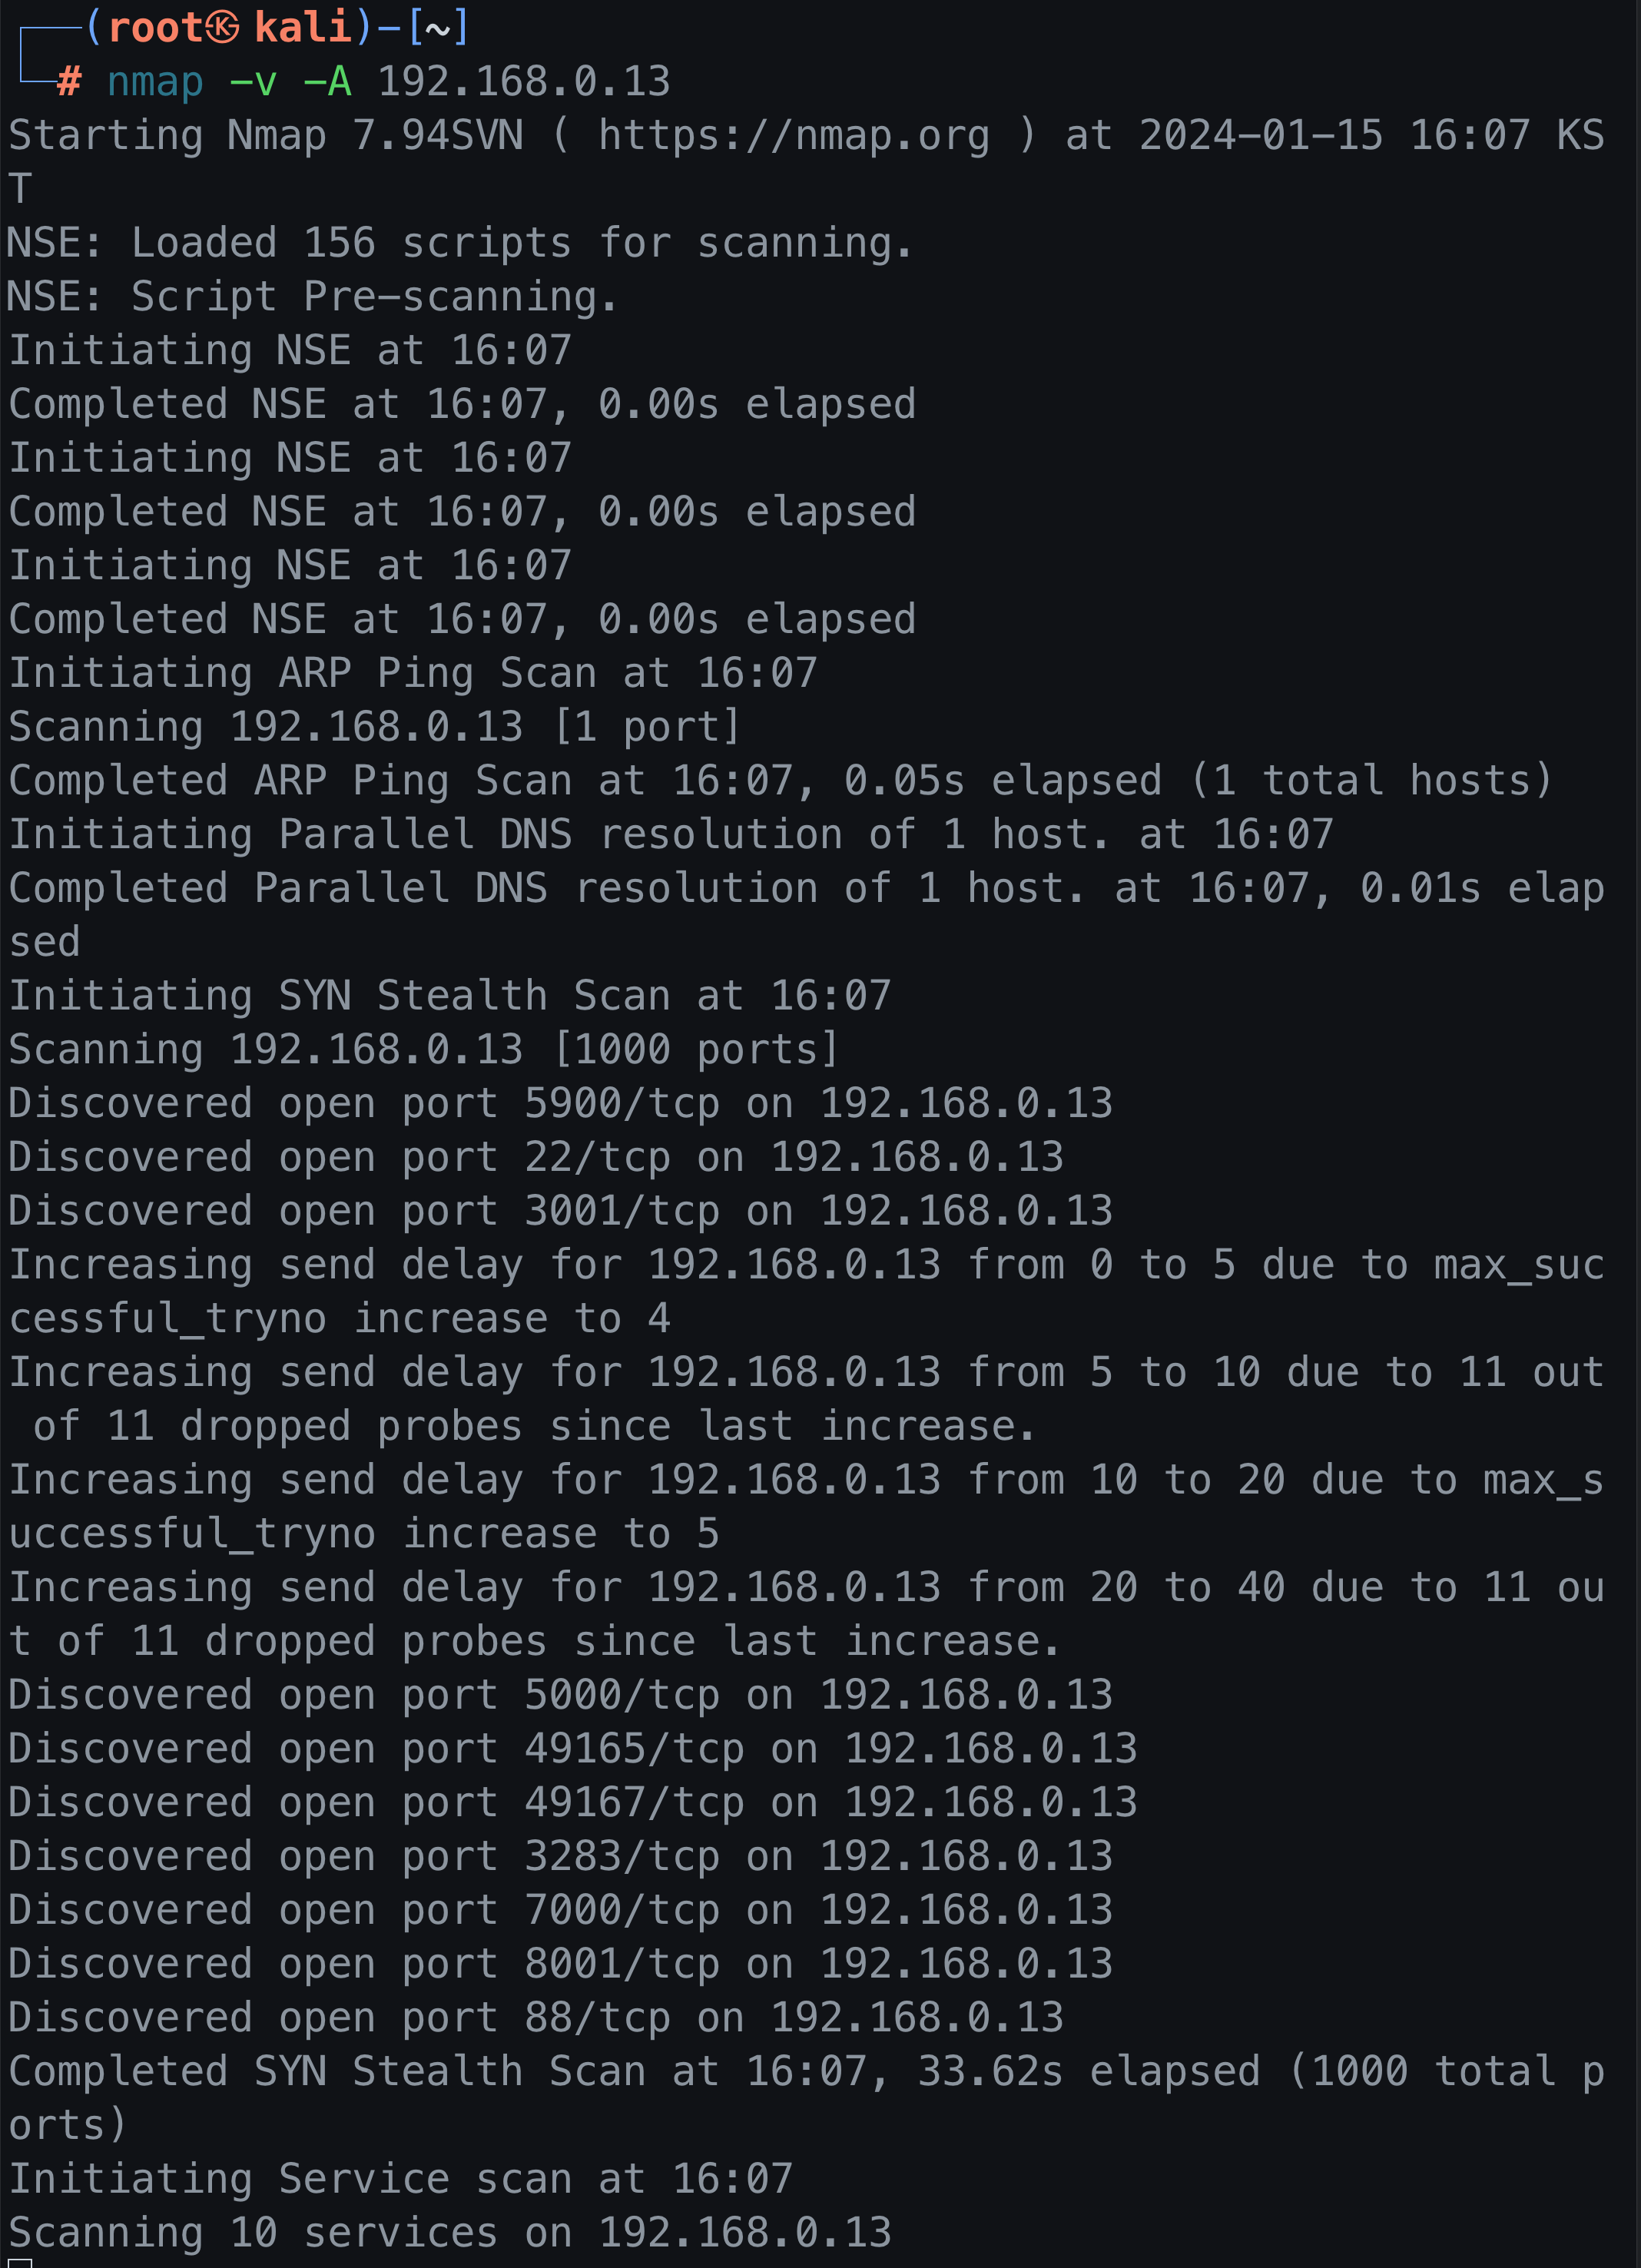 ┌──(root㉿kali)-[~]
└─# nmap -v -A 192.168.0.13
Starting Nmap 7.94SVN ( https://nmap.org ) at 2024-01-15 16:07 KS
T
NSE: Loaded 156 scripts for scanning.
NSE: Script Pre-scanning.
Initiating NSE at 16:07
Completed NSE at 16:07, 0.00s elapsed
Initiating NSE at 16:07
Completed NSE at 16:07, 0.00s elapsed
Initiating NSE at 16:07
Completed NSE at 16:07, 0.00s elapsed
Initiating ARP Ping Scan at 16:07
Scanning 192.168.0.13 [1 port]
Completed ARP Ping Scan at 16:07, 0.05s elapsed (1 total hosts)
Initiating Parallel DNS resolution of 1 host. at 16:07
Completed Parallel DNS resolution of 1 host. at 16:07, 0.01s elap
sed
Initiating SYN Stealth Scan at 16:07
Scanning 192.168.0.13 [1000 ports]
Discovered open port 5900/tcp on 192.168.0.13
Discovered open port 22/tcp on 192.168.0.13
Discovered open port 3001/tcp on 192.168.0.13
Increasing send delay for 192.168.0.13 from 0 to 5 due to max_suc
cessful_tryno increase to 4
Increasing send delay for 192.168.0.13 from 5 to 10 due to 11 out
 of 11 dropped probes since last increase.
Increasing send delay for 192.168.0.13 from 10 to 20 due to max_s
uccessful_tryno increase to 5
Increasing send delay for 192.168.0.13 from 20 to 40 due to 11 ou
t of 11 dropped probes since last increase.
Discovered open port 5000/tcp on 192.168.0.13
Discovered open port 49165/tcp on 192.168.0.13
Discovered open port 49167/tcp on 192.168.0.13
Discovered open port 3283/tcp on 192.168.0.13
Discovered open port 7000/tcp on 192.168.0.13
Discovered open port 8001/tcp on 192.168.0.13
Discovered open port 88/tcp on 192.168.0.13
Completed SYN Stealth Scan at 16:07, 33.62s elapsed (1000 total p
orts)
Initiating Service scan at 16:07
Scanning 10 services on 192.168.0.13